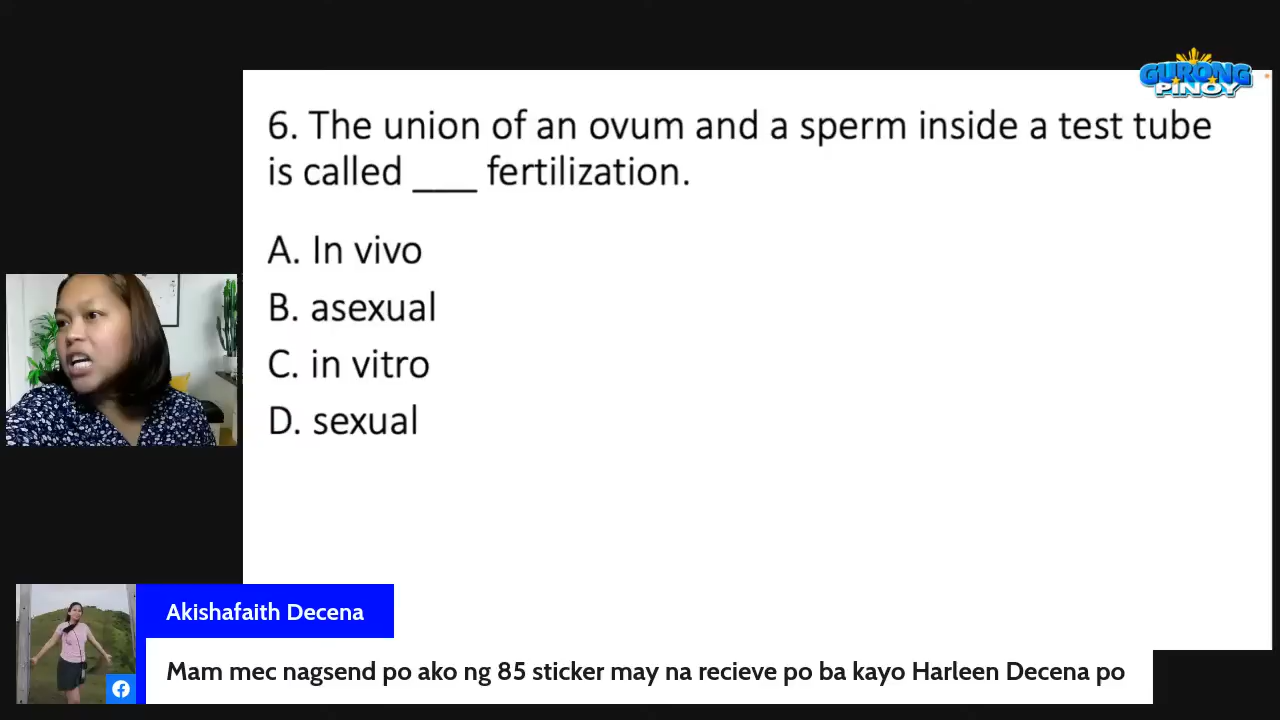 GURONG
PINOY
6. The union of an ovum and a sperm inside a test tube
is called ___ fertilization.
A. In vivo
B. asexual
C. in vitro
D. sexual
Akishafaith Decena
Mam mec nagsend po ako ng 85 sticker may na recieve po ba kayo Harleen Decena po